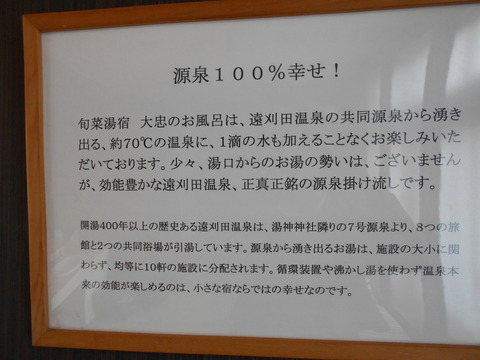 源泉１００％幸せ！
旬菜湯宿　大忠のお風呂は、遠刈田温泉の共同源泉から湧き
出る、約70℃の温泉に、1滴の水も加えることなくお楽しみいた
だいております。少々、湯口からのお湯の勢いは、ございません
が、効能豊かな遠刈田温泉、正真正銘の源泉掛け流しです。
開湯400年以上の歴史ある遠刈田温泉は、湯神神社隣りの7号源泉より、8つの旅
館と2つの共同浴場が引湯しています。源泉から湧き出るお湯は、施設の大小に関
わらず、均等に10軒の施設に分配されます。循環装置や沸かし湯を使わず温泉本
来の効能が楽しめるのは、小さな宿ならではの幸せなのです。